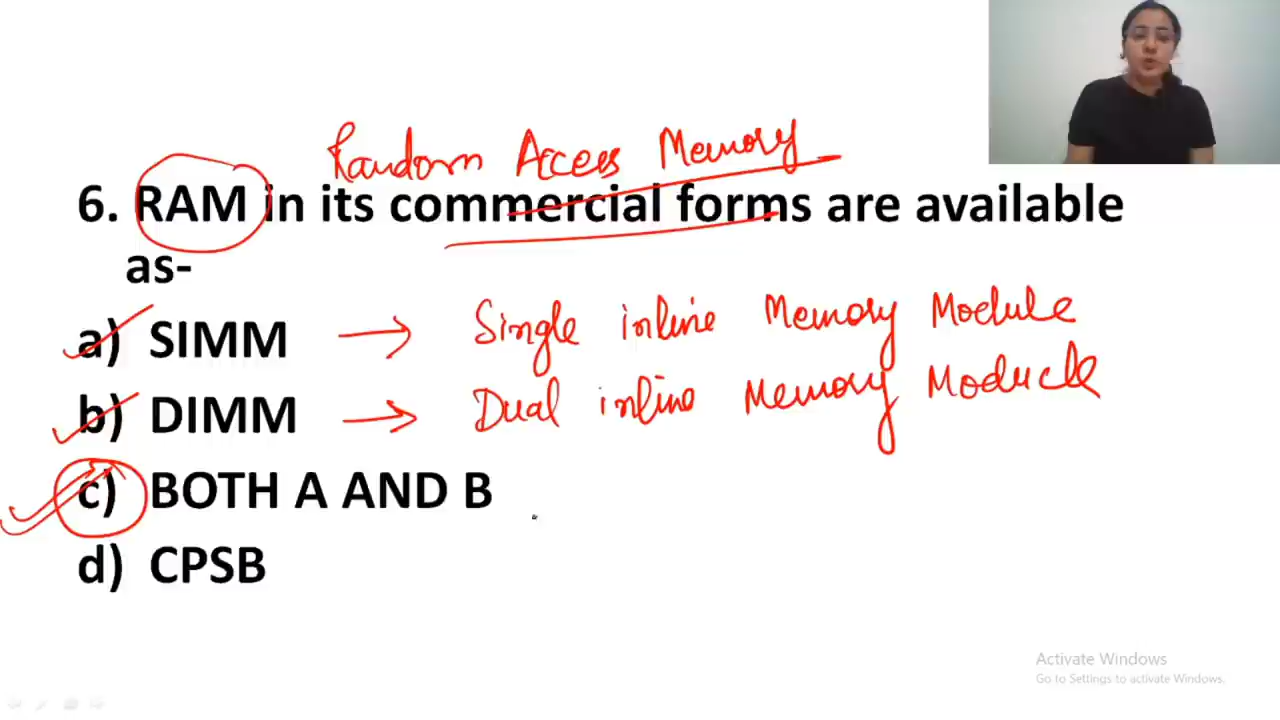 Random Access Memory
6. RAM in its commercial forms are available
as-
a) SIMM → Single inline Memory Module
b) DIMM → Dual inline Memory Module
c) BOTH A AND B
d) CPSB
Activate Windows
Go to Settings to activate Windows.